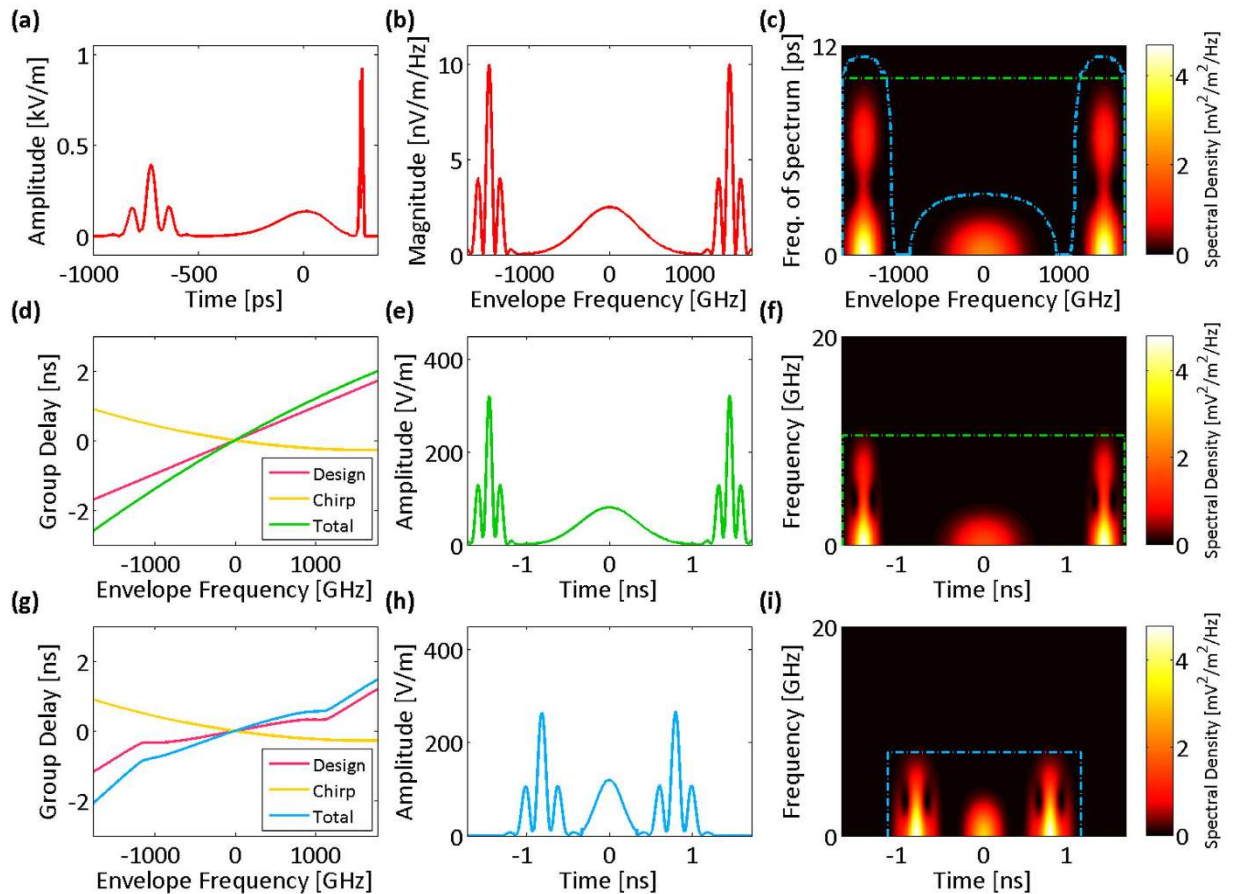 (a)
Amplitude [kV/m]
1
0.5
0
-1000
-500
0
Time [ps]
(b)
Magnitude [nV/m/Hz]
10
5
0
-1000
0
1000
Envelope Frequency [GHz]
(c)
Freq. of Spectrum [ps]
12
0
-1000
0
1000
Envelope Frequency [GHz]
4
2
0
Spectral Density [mV²/m²/Hz]
(d)
Group Delay [ns]
2
0
-2
Design
Chirp
Total
-1000
0
1000
Envelope Frequency [GHz]
(e)
Amplitude [V/m]
400
200
0
-1
0
1
Time [ns]
(f)
Frequency [GHz]
20
0
-1
0
1
Time [ns]
4
2
0
Spectral Density [mV²/m²/Hz]
(g)
Group Delay [ns]
2
0
-2
Design
Chirp
Total
-1000
0
1000
Envelope Frequency [GHz]
(h)
Amplitude [V/m]
400
200
0
-1
0
1
Time [ns]
(i)
Frequency [GHz]
20
0
-1
0
1
Time [ns]
4
2
0
Spectral Density [mV²/m²/Hz]